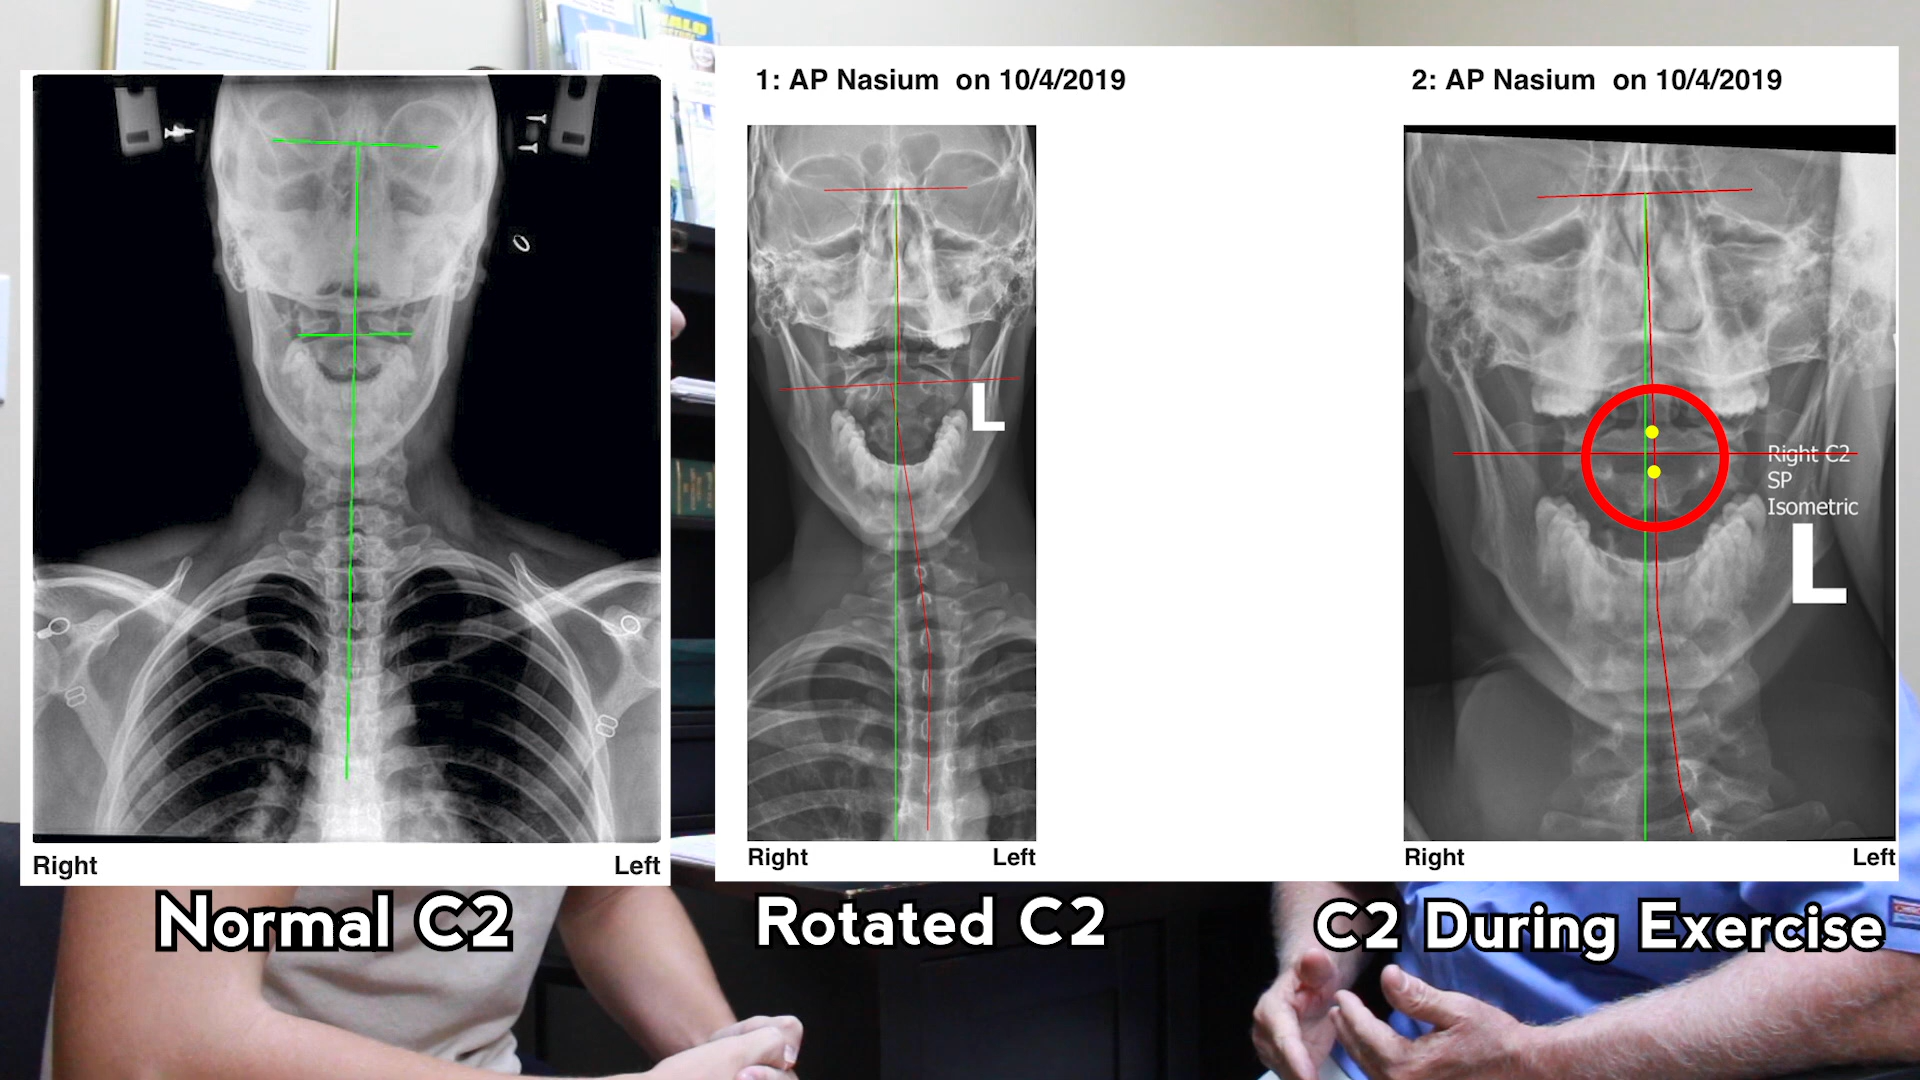 1: AP Nasium on 10/4/2019
2: AP Nasium on 10/4/2019
L
Right C2
SP
Isometric
L
Right
Left
Right
Left
Right
Left
Normal C2
Rotated C2
C2 During Exercise